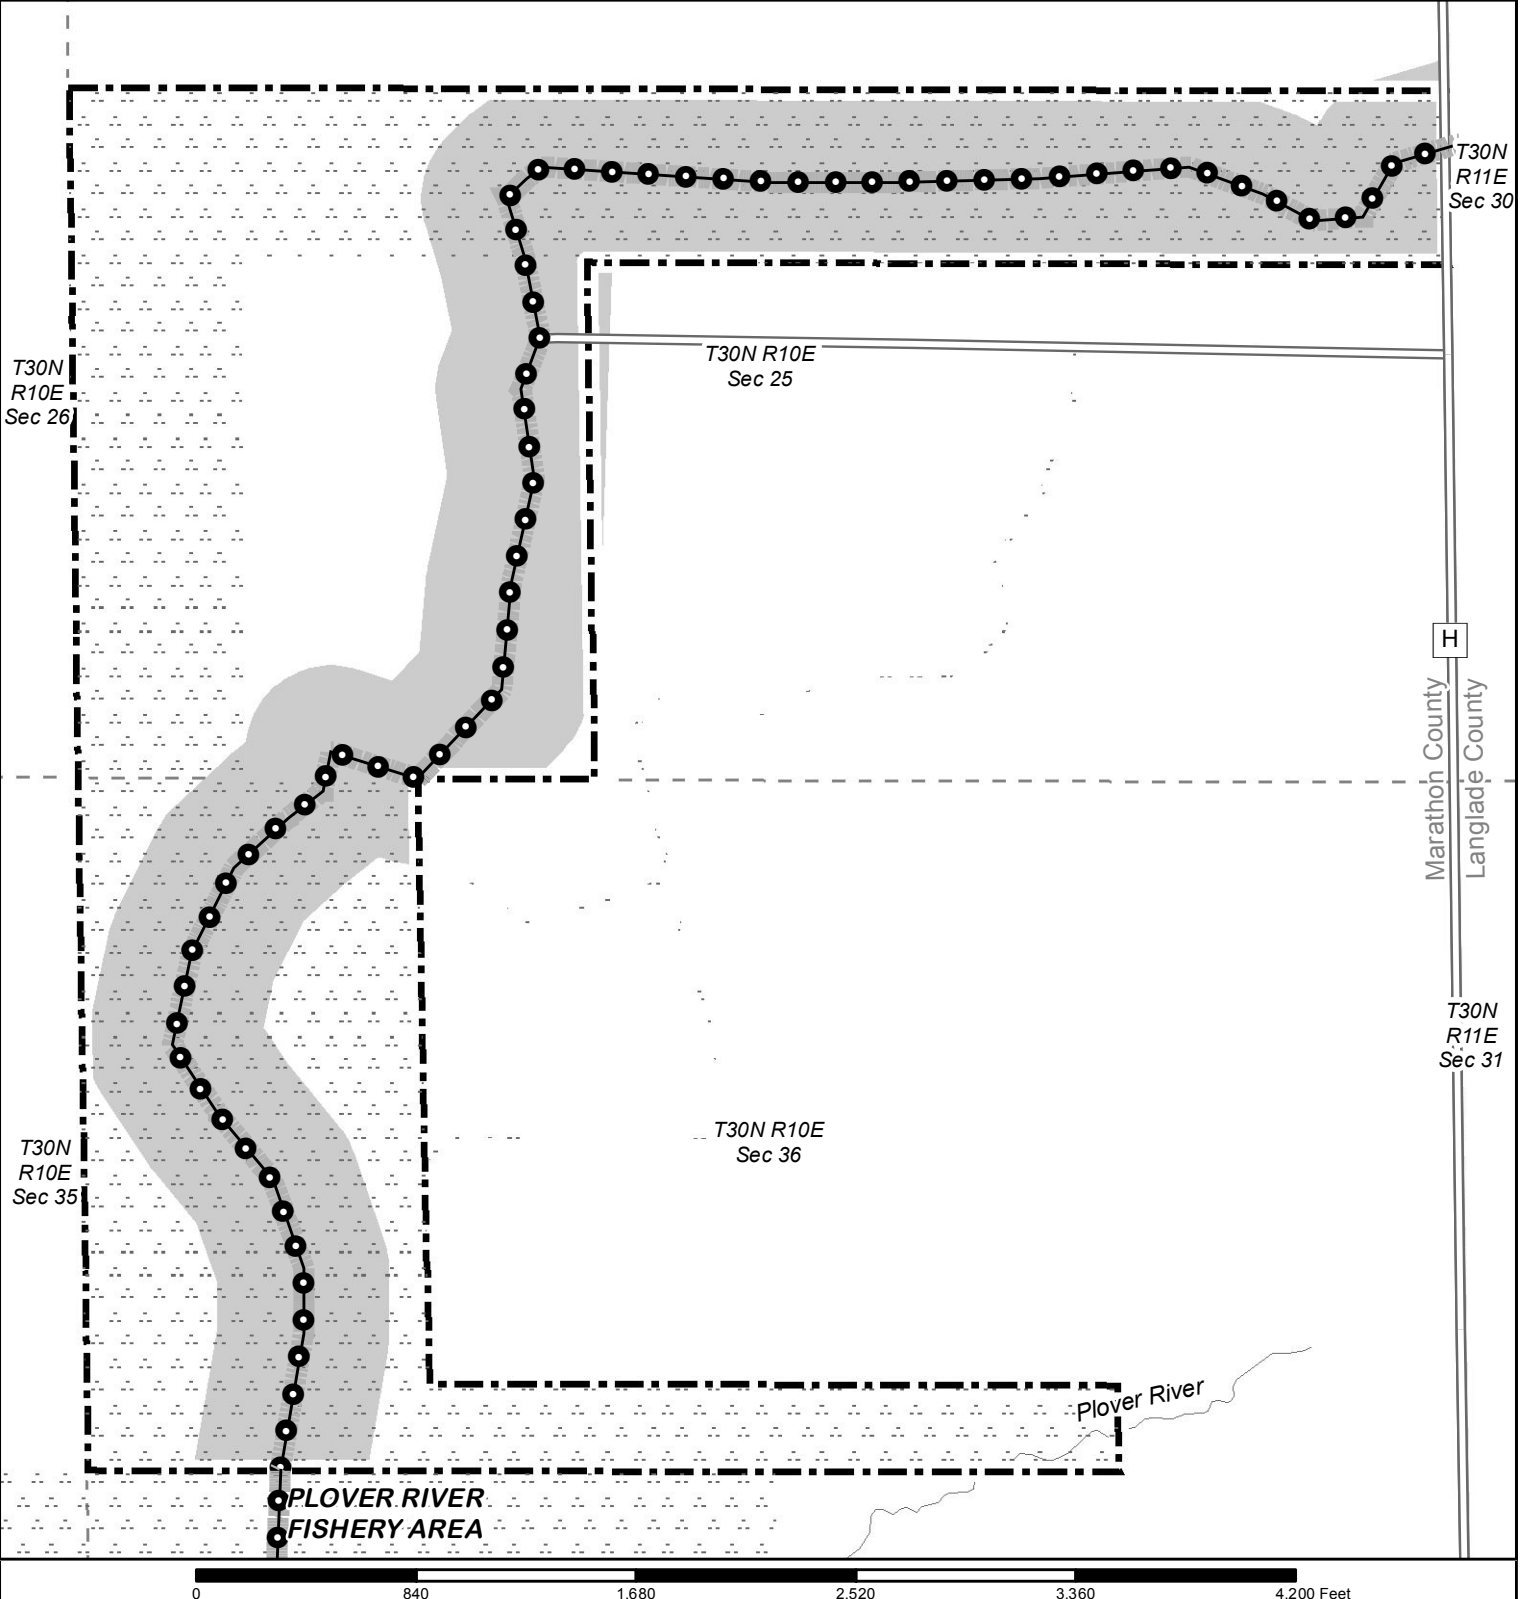 T30N
R11E
Sec 30
T30N R10E
Sec 25
T30N
R10E
Sec 26
H
Marathon County
Langlade County
T30N
R11E
Sec 31
T30N R10E
Sec 36
T30N
R10E
Sec 35
Plover River
PLOVER RIVER
FISHERY AREA
0 840 1.680 2.520 3.360 4.200 Feet